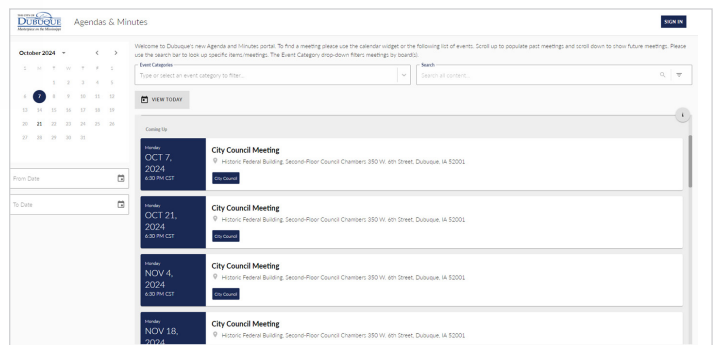 THE CITY OF
DUBUQUE
Masterpiece on the Mississippi
Agendas & Minutes
SIGN IN
October 2024
S M T W T F S
1 2 3 4 5
6 7 8 9 10 11 12
13 14 15 16 17 18 19
20 21 22 23 24 25 26
27 28 29 30 31
From Date
To Date
Welcome to Dubuque's new Agenda and Minutes portal. To find a meeting please use the calendar widget or the following list of events. Scroll up to populate past meetings and scroll down to show future meetings. Please
use the search bar to look up specific items/meetings. The Event Category drop-down filters meetings by board(s).
Event Categories
Type or select an event category to filter...
Search
Search all content...
VIEW TODAY
Coming Up
Monday
OCT 7,
2024
6:30 PM CST
City Council Meeting
Historic Federal Building, Second-Floor Council Chambers 350 W. 6th Street, Dubuque, IA 52001
City Council
Monday
OCT 21,
2024
6:30 PM CST
City Council Meeting
Historic Federal Building, Second-Floor Council Chambers 350 W. 6th Street, Dubuque, IA 52001
City Council
Monday
NOV 4,
2024
6:30 PM CST
City Council Meeting
Historic Federal Building, Second-Floor Council Chambers 350 W. 6th Street, Dubuque, IA 52001
City Council
Monday
NOV 18,
2024
City Council Meeting
Historic Federal Building, Second-Floor Council Chambers 350 W. 6th Street, Dubuque, IA 52001